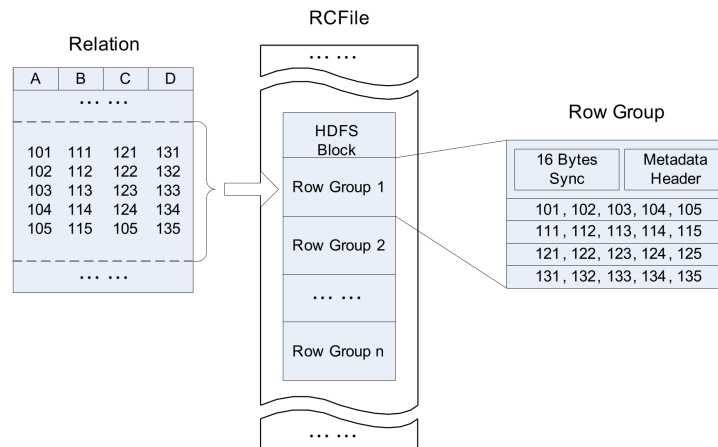 RCFile
Relation
A B C D
... ...
101 111 121 131
102 112 122 132
103 113 123 133
104 114 124 134
105 115 105 135
... ...
... ...
HDFS
Block
Row Group 1
Row Group 2
... ...
Row Group n
... ...
Row Group
16 Bytes
Sync
Metadata
Header
101, 102, 103, 104, 105
111, 112, 113, 114, 115
121, 122, 123, 124, 125
131, 132, 133, 134, 135